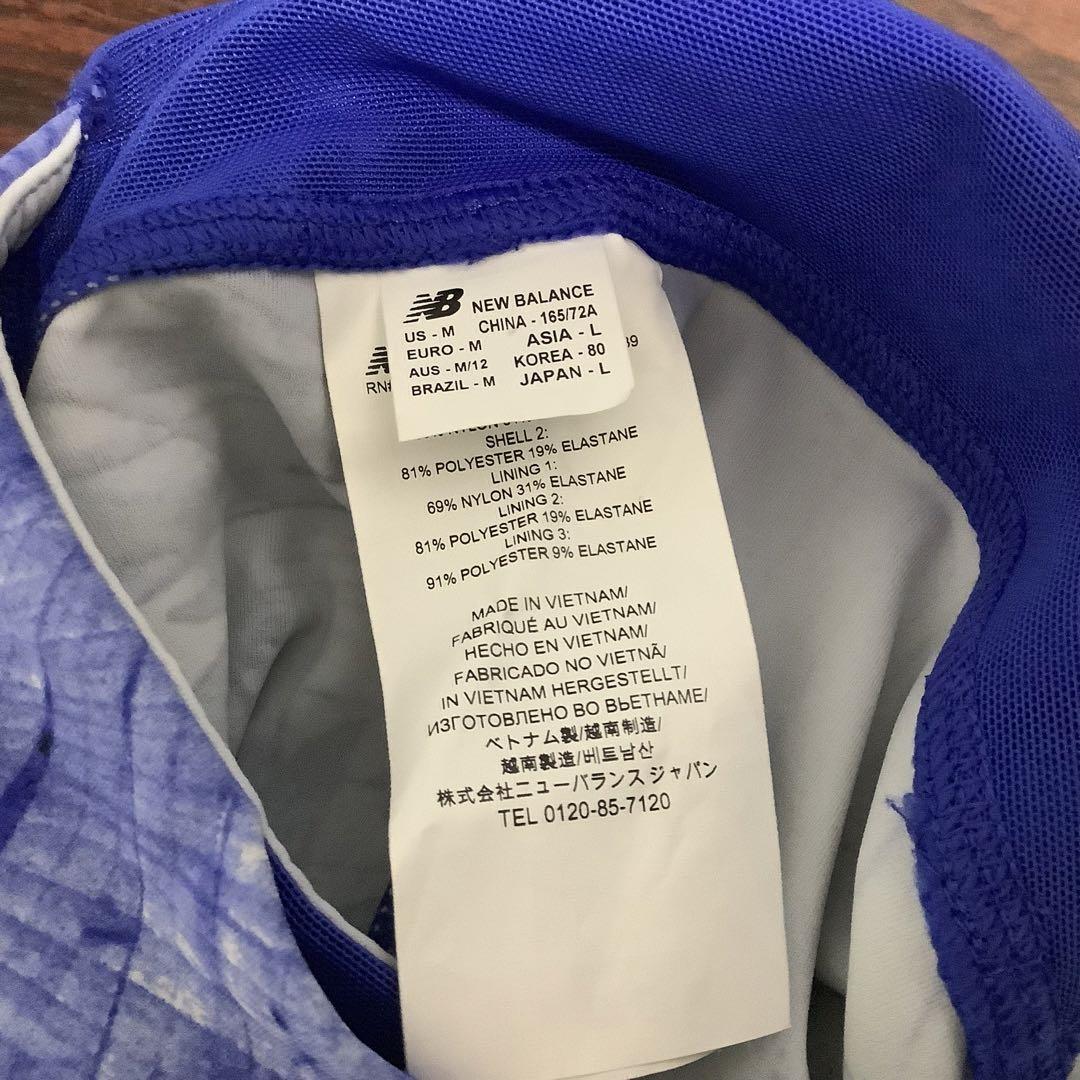 NB NEW BALANCE
US - M CHINA - 165/72A
EURO - M ASIA - L
AUS - M/12 KOREA - 80
BRAZIL - M JAPAN - L
SHELL 2:
81% POLYESTER 19% ELASTANE
LINING 1:
69% NYLON 31% ELASTANE
LINING 2:
81% POLYESTER 19% ELASTANE
LINING 3:
91% POLYESTER 9% ELASTANE
MADE IN VIETNAM/
FABRIQUÉ AU VIETNAM/
HECHO EN VIETNAM/
FABRICADO NO VIETNÃ/
IN VIETNAM HERGESTELLT/
ИЗГОТОВЛЕНО ВО ВЬЕТНАМЕ/
ベトナム製/越南制造/
越南製造/베트남산
株式会社ニューバランス ジャパン
TEL 0120-85-7120